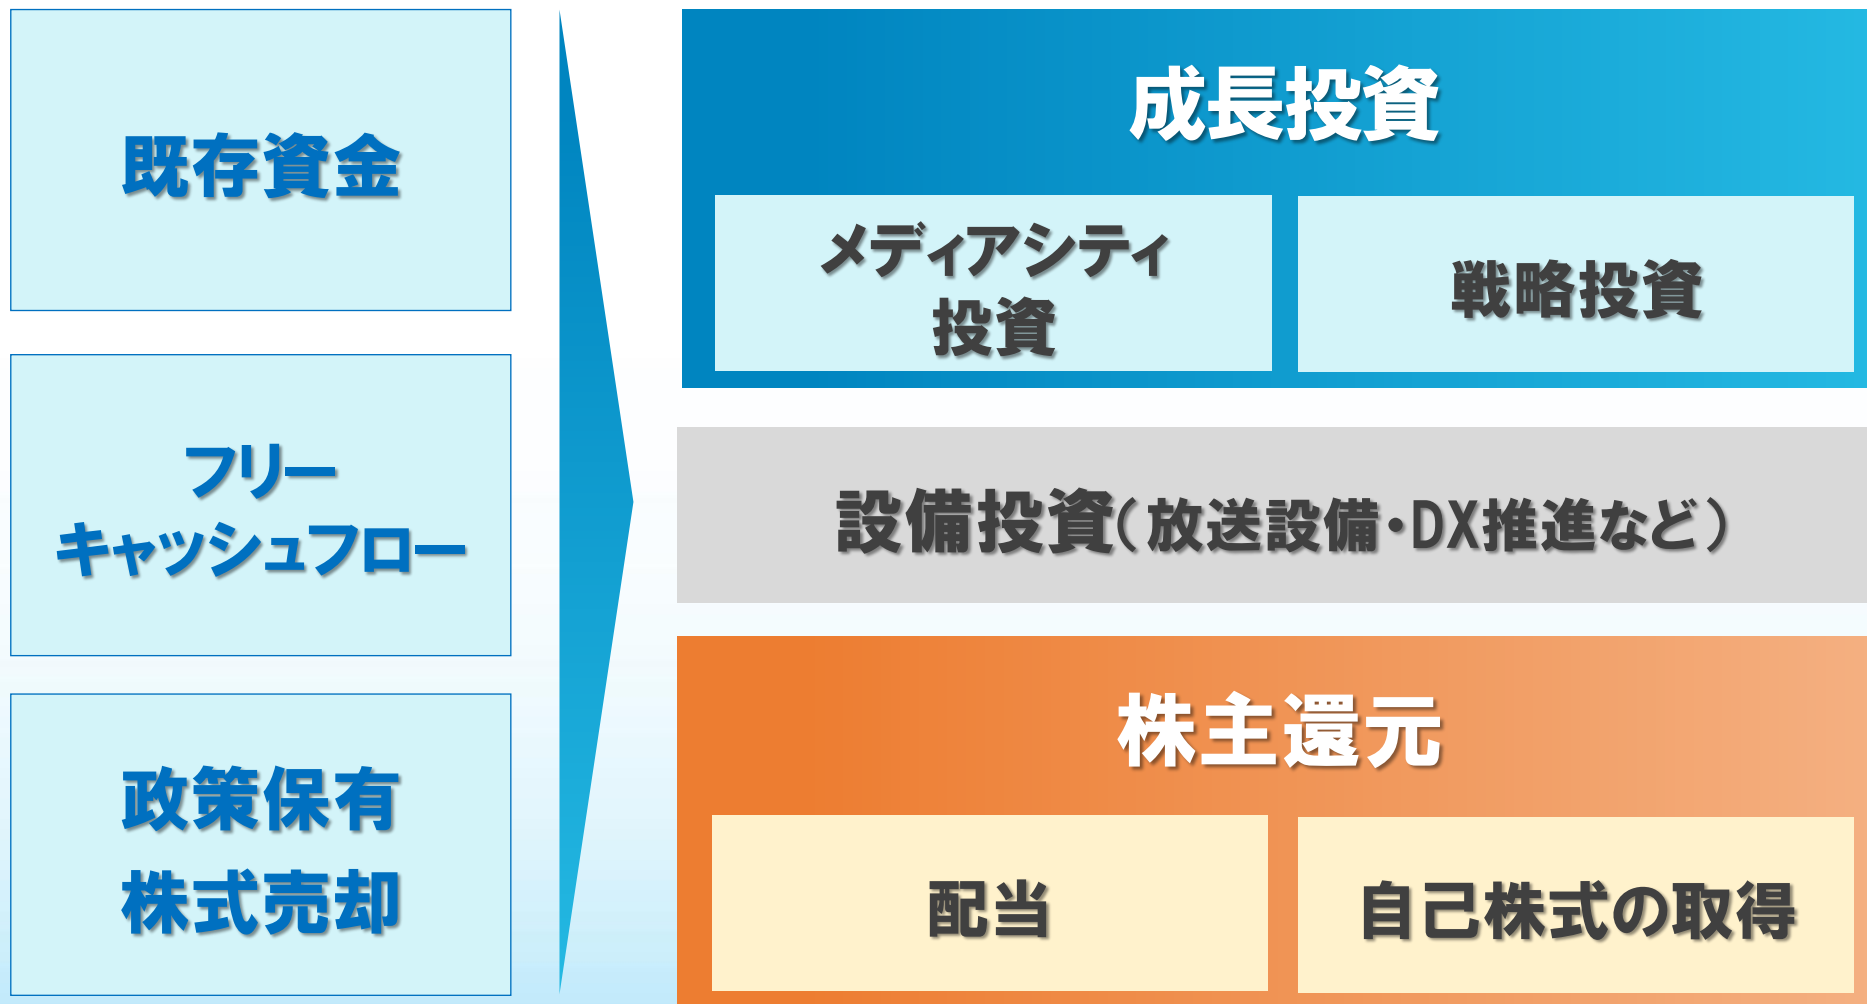 既存資金
フリー
キャッシュフロー
政策保有
株式売却
成長投資
メディアシティ
投資
戦略投資
設備投資（放送設備・DX推進など）
株主還元
配当
自己株式の取得